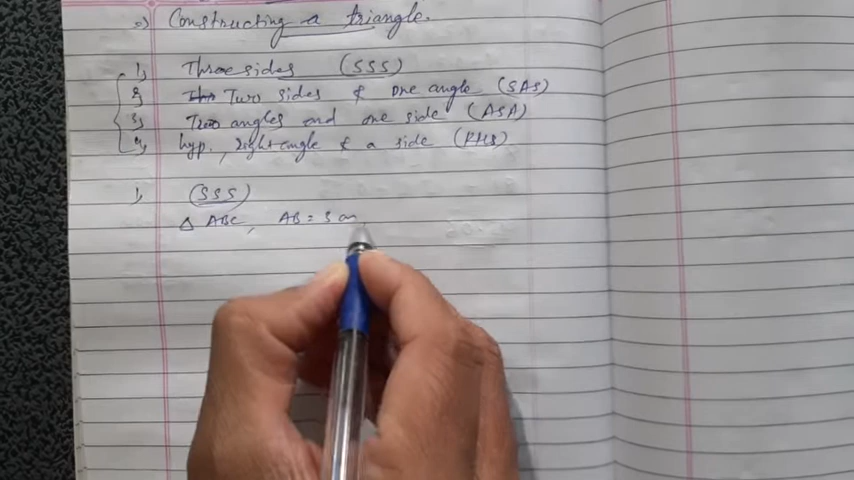 => Constructing a triangle.
1, Three sides (SSS)
2, Two sides & one angle (SAS)
3, Two angles and one side (ASA)
4, hyp., right angle & a side (RHS)
1, (SSS)
△ ABC, AB = 5 cm